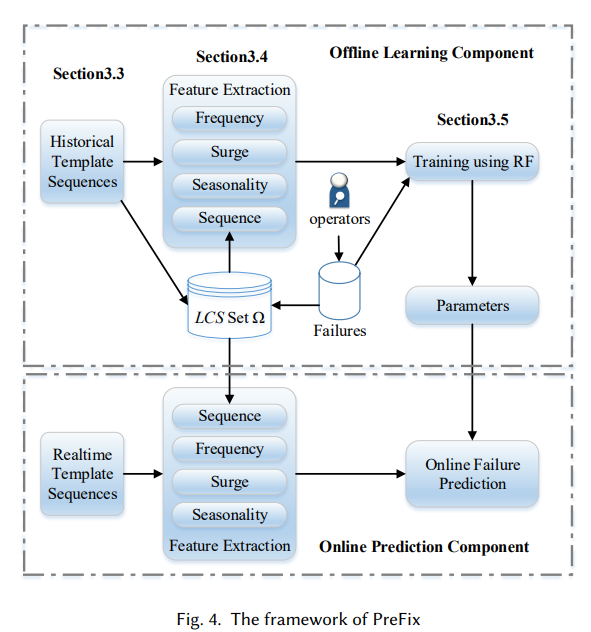 Offline Learning Component
Section3.3
Section3.4
Section3.5
Historical
Template
Sequences
Feature Extraction
Frequency
Surge
Seasonality
Sequence
operators
Training using RF
LCS Set Ω
Failures
Parameters
Realtime
Template
Sequences
Sequence
Frequency
Surge
Seasonality
Feature Extraction
Online Failure
Prediction
Online Prediction Component
Fig. 4. The framework of PreFix